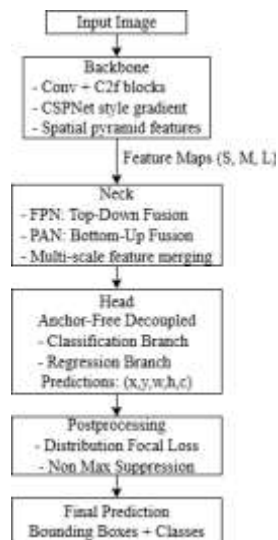 Input Image
Backbone
- Conv + C2f blocks
- CSPNet style gradient
- Spatial pyramid features
Feature Maps (S, M, L)
Neck
- FPN: Top-Down Fusion
- PAN: Bottom-Up Fusion
- Multi-scale feature merging
Head
Anchor-Free Decoupled
- Classification Branch
- Regression Branch
Predictions: (x,y,w,h,c)
Postprocessing
- Distribution Focal Loss
- Non Max Suppression
Final Prediction
Bounding Boxes + Classes